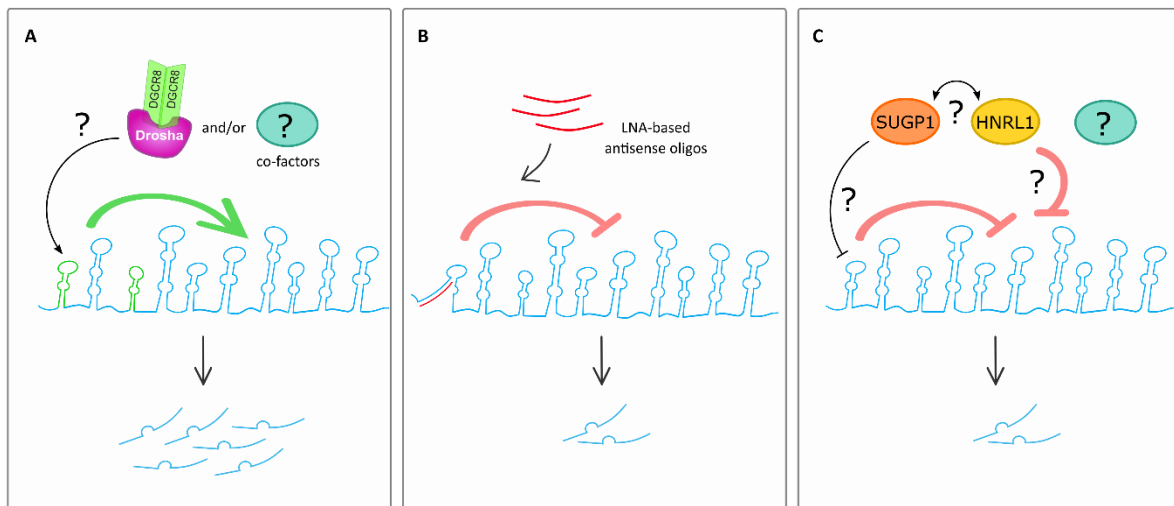 A
DGCR8
DGCR8
Drosha
?
and/or
?
co-factors
B
LNA-based
antisense oligos
C
SUGP1
?
HNRL1
?
?
?